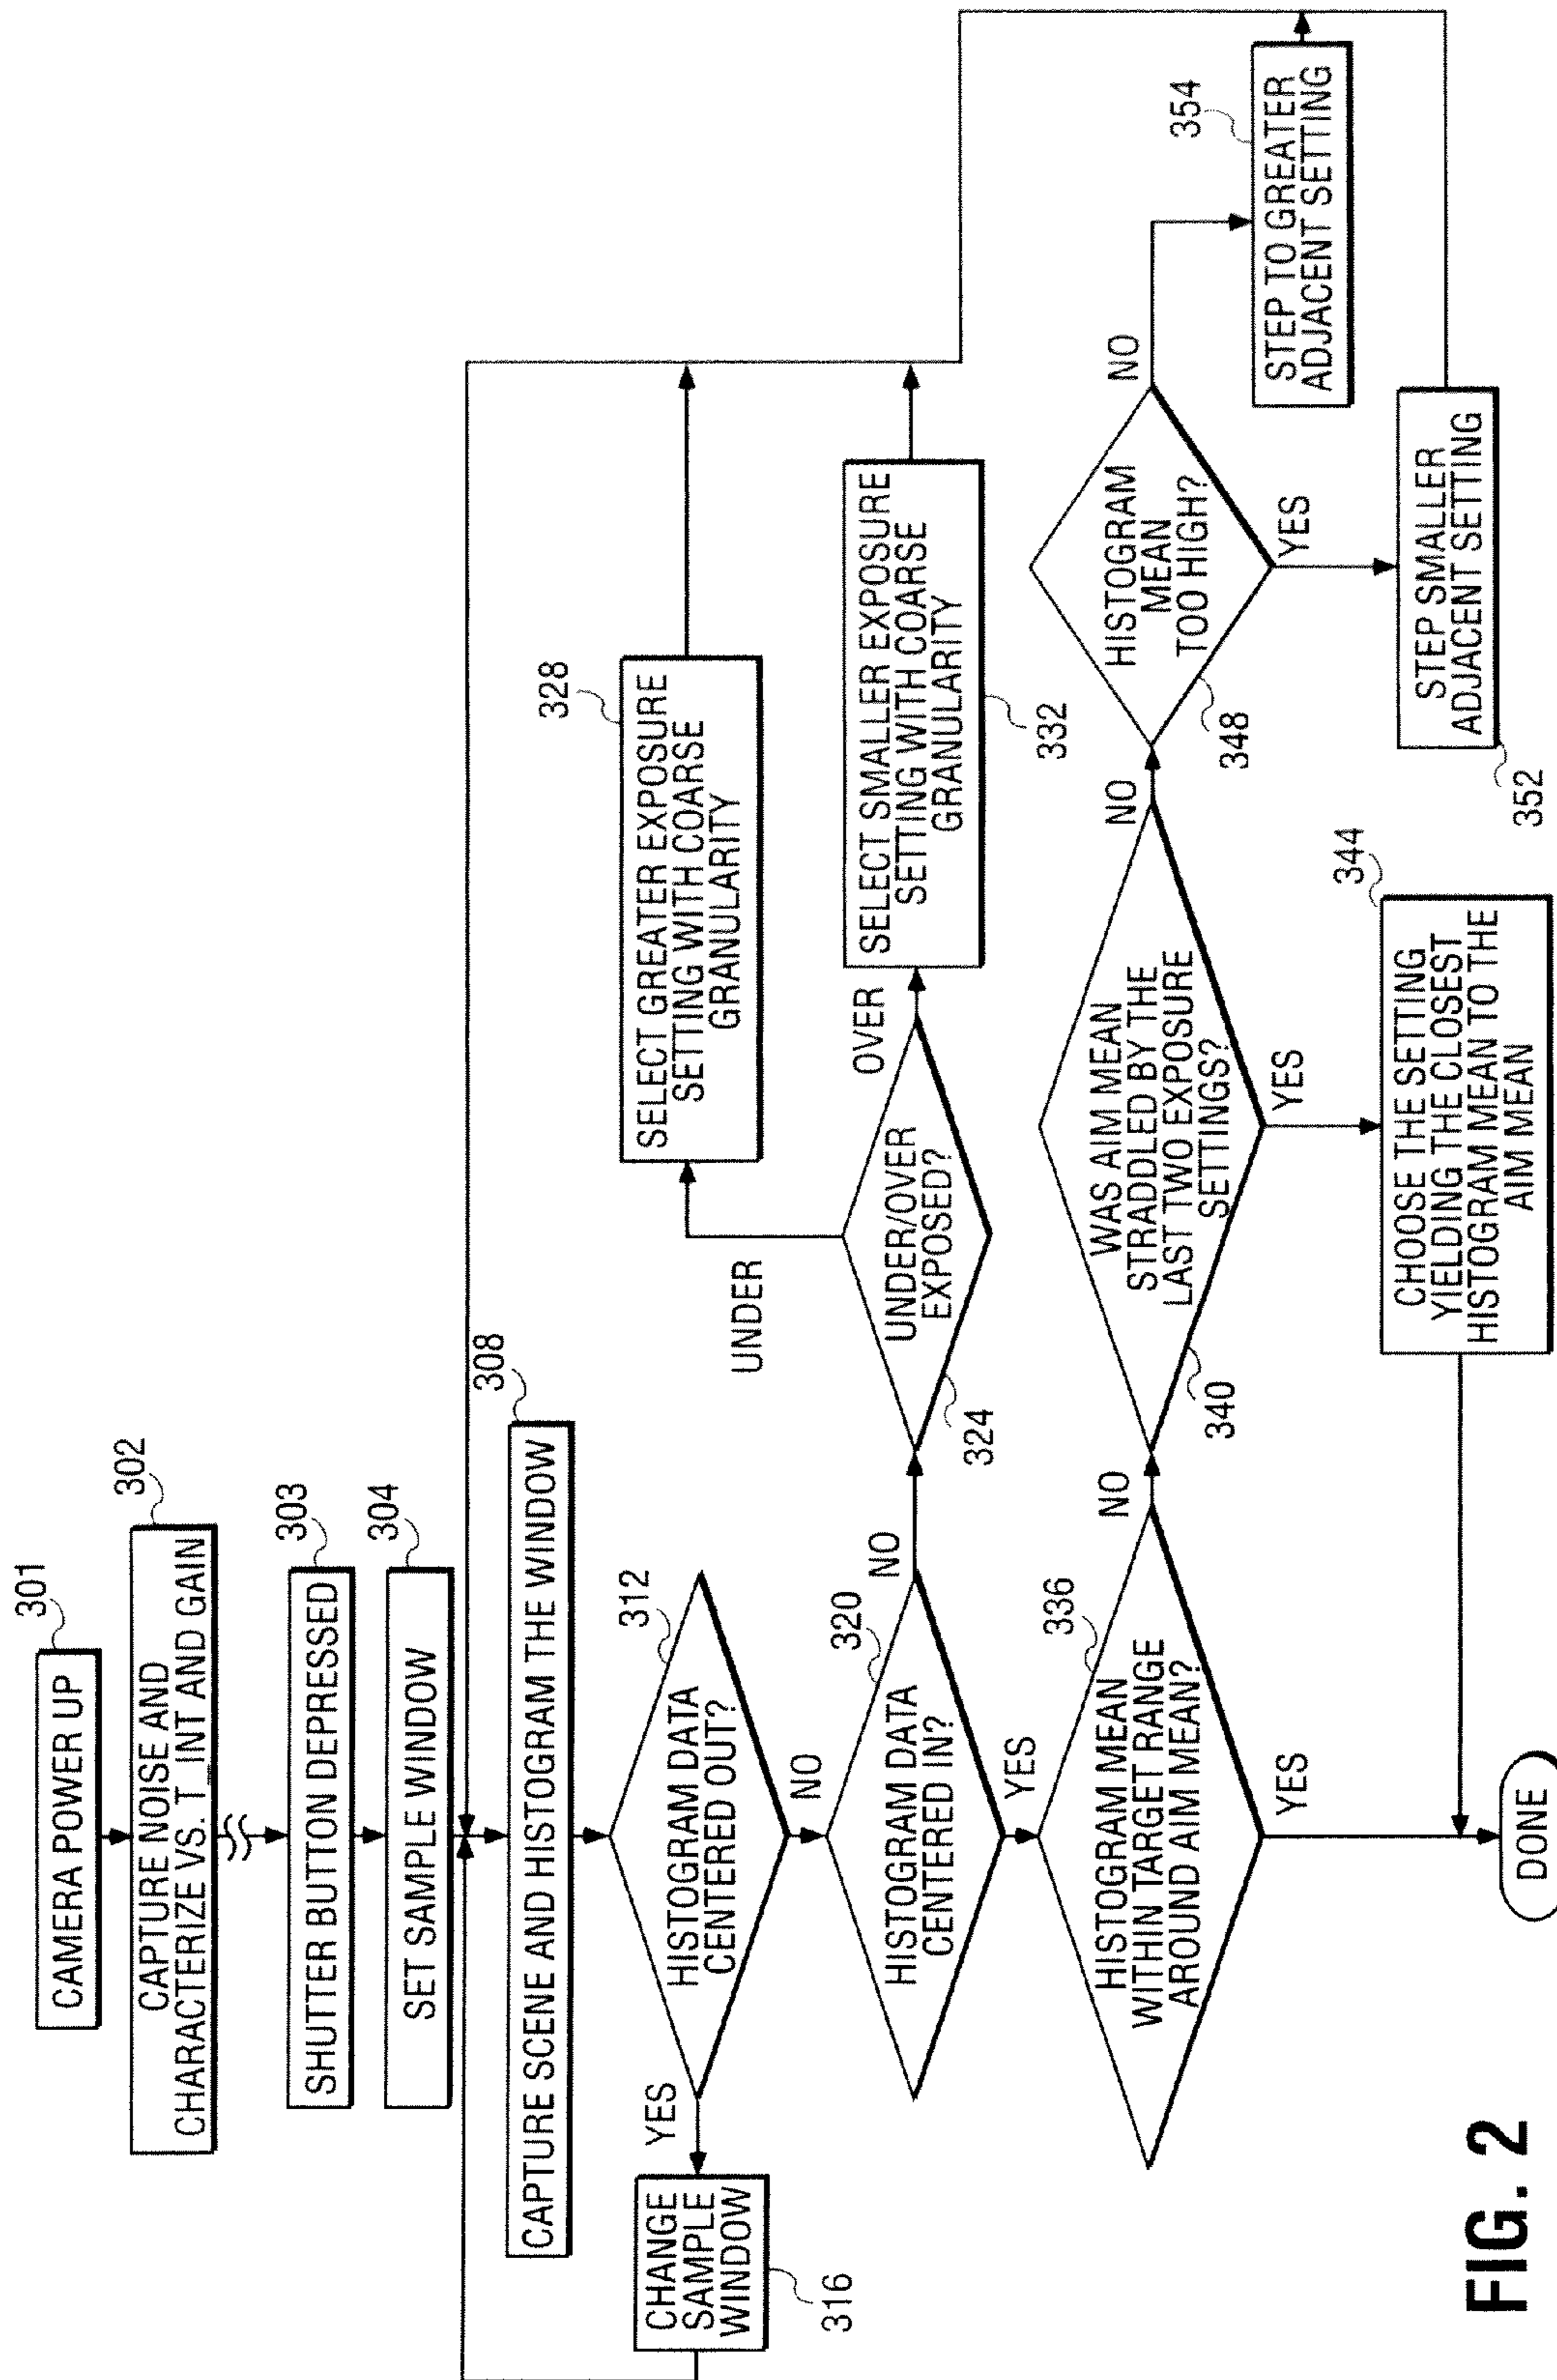 CAMERA POWER UP
301
CAPTURE NOISE AND
CHARACTERIZE VS. T_INT AND GAIN
302
SHUTTER BUTTON DEPRESSED
303
SET SAMPLE WINDOW
304
CAPTURE SCENE AND HISTOGRAM THE WINDOW
308
HISTOGRAM DATA
CENTERED OUT?
312
YES
CHANGE
SAMPLE
WINDOW
316
NO
HISTOGRAM DATA
CENTERED IN?
320
NO
UNDER/OVER
EXPOSED?
324
UNDER
SELECT GREATER EXPOSURE
SETTING WITH COARSE
GRANULARITY
328
OVER
SELECT SMALLER EXPOSURE
SETTING WITH COARSE
GRANULARITY
332
YES
HISTOGRAM MEAN
WITHIN TARGET RANGE
AROUND AIM MEAN?
336
NO
WAS AIM MEAN
STRADDLED BY THE
LAST TWO EXPOSURE
SETTINGS?
340
NO
HISTOGRAM
MEAN
TOO HIGH?
348
NO
STEP TO GREATER
ADJACENT SETTING
354
YES
STEP SMALLER
ADJACENT SETTING
352
YES
CHOOSE THE SETTING
YIELDING THE CLOSEST
HISTOGRAM MEAN TO THE
AIM MEAN
344
YES
DONE
FIG. 2